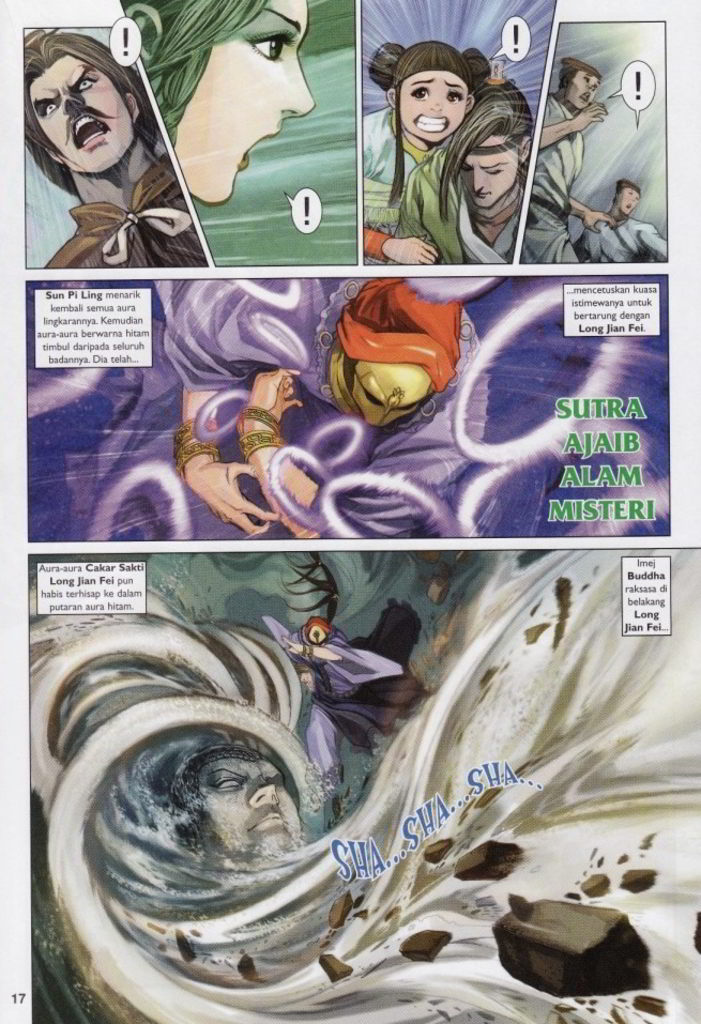 !
!
!
!
Sun Pi Ling menarik
kembali semua aura
lingkarannya. Kemudian
aura-aura berwarna hitam
timbul daripada seluruh
badannya. Dia telah...
...mencetuskan kuasa
istimewanya untuk
bertarung dengan
Long Jian Fei.
SUTRA
AJAIB
ALAM
MISTERI
Aura-aura Cakar Sakti
Long Jian Fei pun
habis terhisap ke dalam
putaran aura hitam.
Imej
Buddha
raksasa di
belakang
Long
Jian Fei...
SHA...SHA...SHA...
17